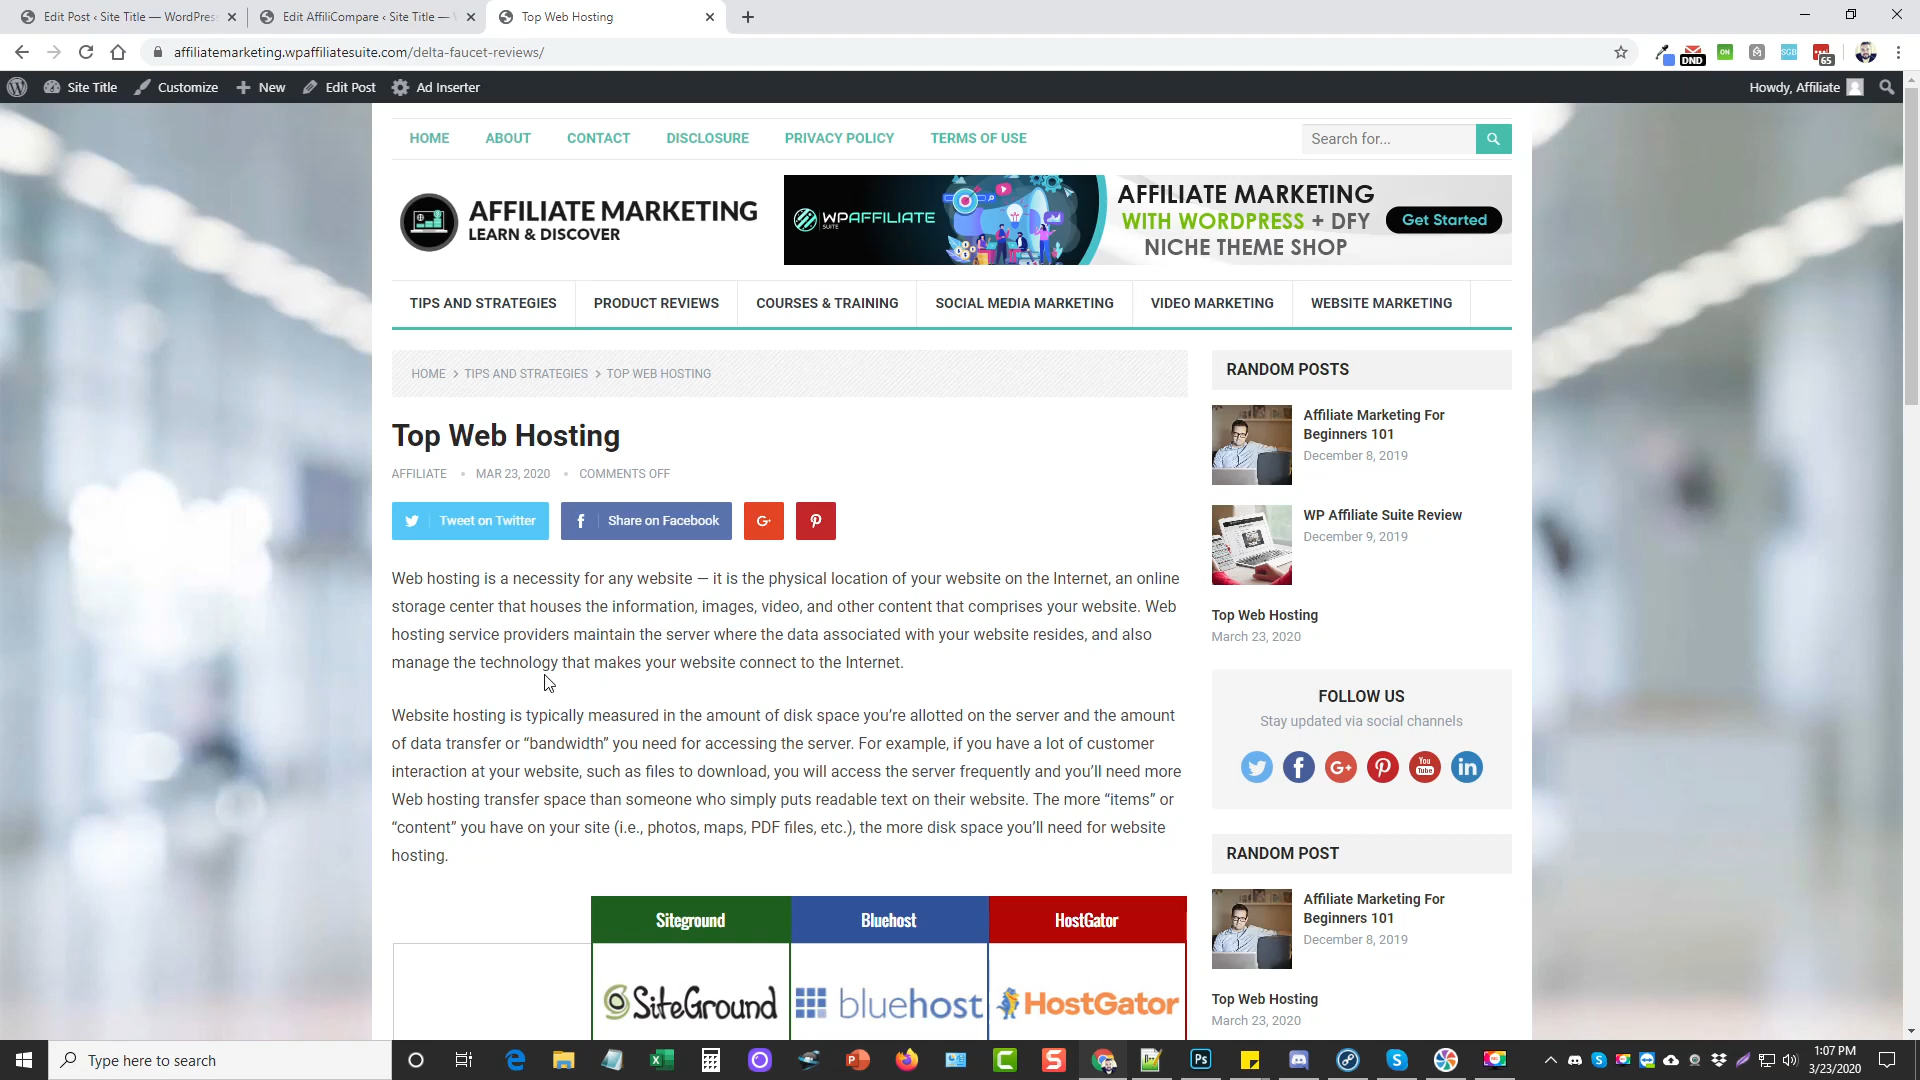 Edit Post ‹ Site Title — WordPres
Edit AffiliCompare ‹ Site Title —
Top Web Hosting
affiliatemarketing.wpaffiliatesuite.com/delta-faucet-reviews/
DND
ON
SGB
65
Site Title
Customize
New
Edit Post
Ad Inserter
Howdy, Affiliate
HOME
ABOUT
CONTACT
DISCLOSURE
PRIVACY POLICY
TERMS OF USE
Search for...
AFFILIATE MARKETING
LEARN & DISCOVER
WPAFFILIATE
SUITE
AFFILIATE MARKETING
WITH WORDPRESS + DFY
NICHE THEME SHOP
Get Started
TIPS AND STRATEGIES
PRODUCT REVIEWS
COURSES & TRAINING
SOCIAL MEDIA MARKETING
VIDEO MARKETING
WEBSITE MARKETING
HOME > TIPS AND STRATEGIES > TOP WEB HOSTING
Top Web Hosting
AFFILIATE • MAR 23, 2020 • COMMENTS OFF
Tweet on Twitter
Share on Facebook
G+
Web hosting is a necessity for any website — it is the physical location of your website on the Internet, an online
storage center that houses the information, images, video, and other content that comprises your website. Web
hosting service providers maintain the server where the data associated with your website resides, and also
manage the technology that makes your website connect to the Internet.
Website hosting is typically measured in the amount of disk space you’re allotted on the server and the amount
of data transfer or “bandwidth” you need for accessing the server. For example, if you have a lot of customer
interaction at your website, such as files to download, you will access the server frequently and you’ll need more
Web hosting transfer space than someone who simply puts readable text on their website. The more “items” or
“content” you have on your site (i.e., photos, maps, PDF files, etc.), the more disk space you’ll need for website
hosting.
Siteground
Bluehost
HostGator
SiteGround
bluehost
HostGator
RANDOM POSTS
Affiliate Marketing For
Beginners 101
December 8, 2019
WP Affiliate Suite Review
December 9, 2019
Top Web Hosting
March 23, 2020
FOLLOW US
Stay updated via social channels
G+
You
Tube
in
RANDOM POST
Affiliate Marketing For
Beginners 101
December 8, 2019
Top Web Hosting
March 23, 2020
Type here to search
Ps
1:07 PM
3/23/2020